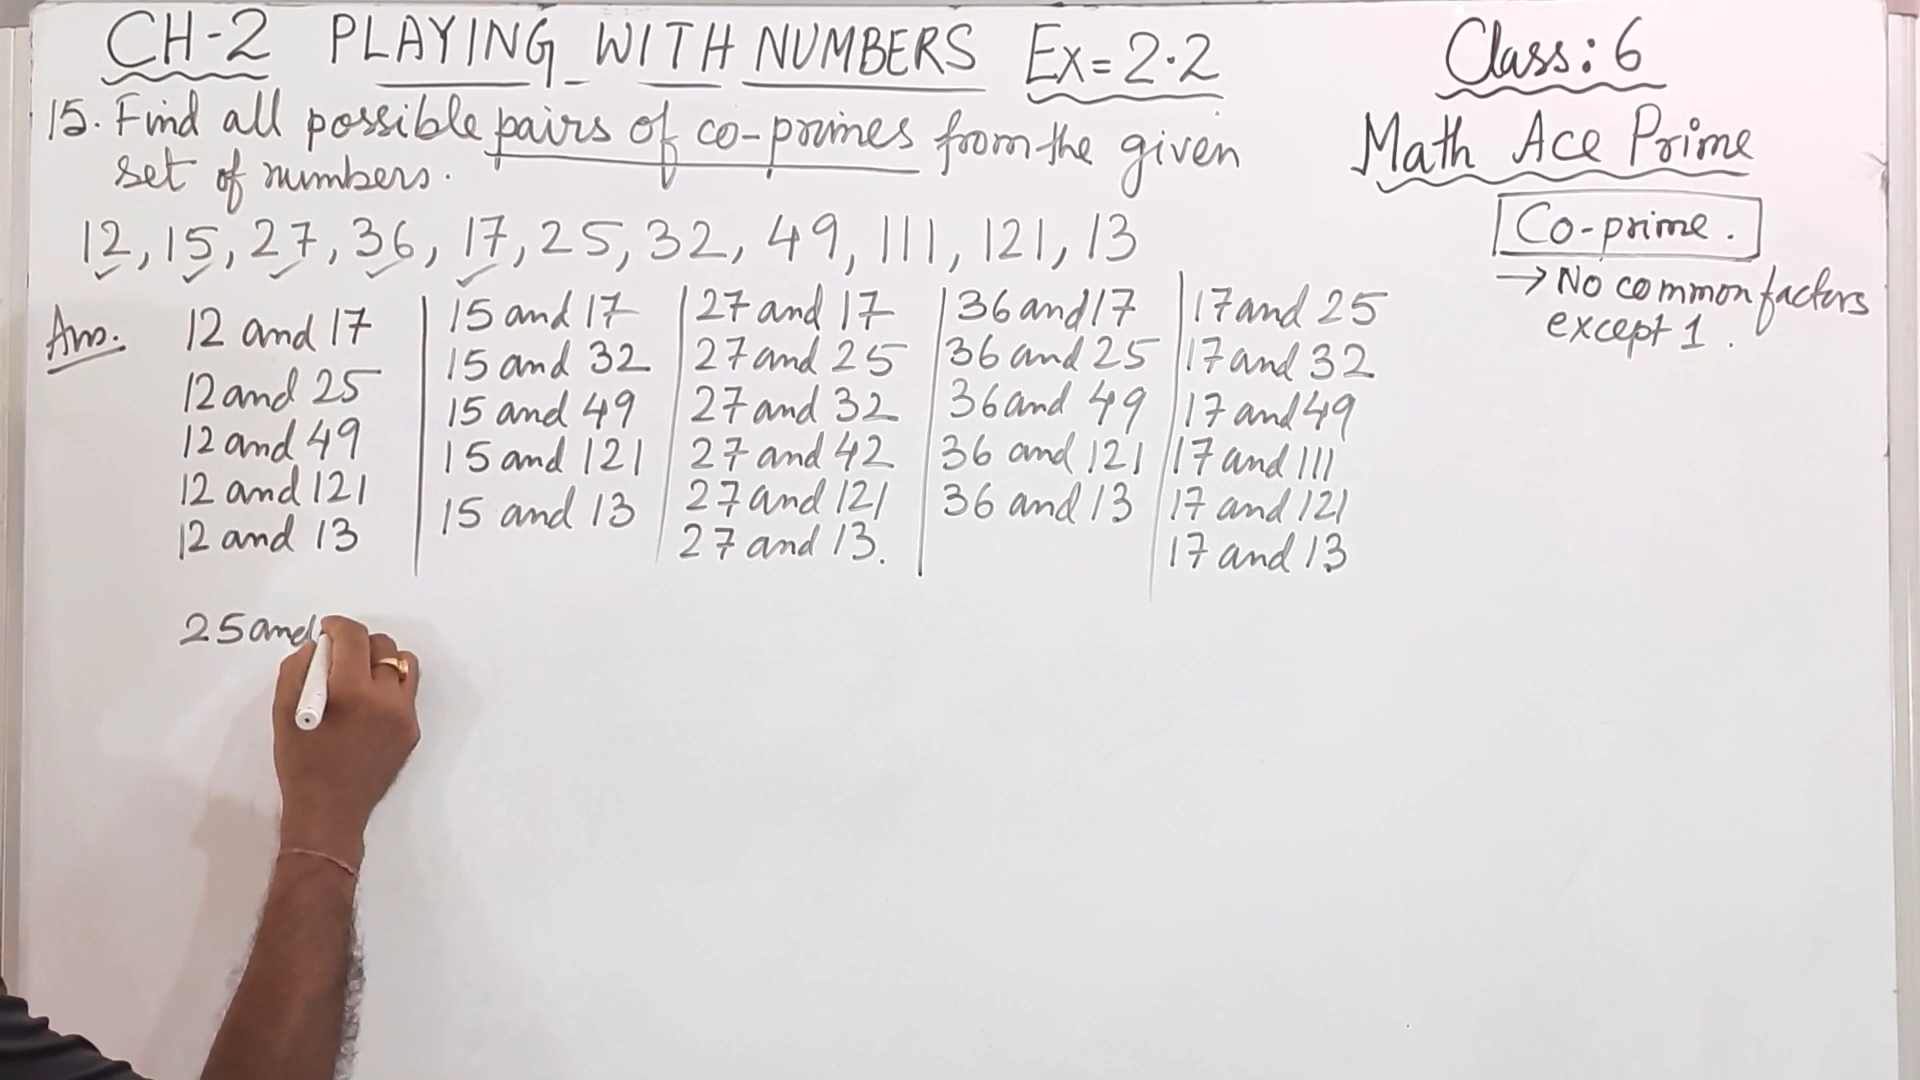 CH-2 PLAYING WITH NUMBERS Ex=2.2
Class: 6
Math Ace Prime
15. Find all possible pairs of co-primes from the given
set of numbers.
12, 15, 27, 36, 17, 25, 32, 49, 111, 121, 13
Co-prime.
→ No common factors
except 1.
Ans.
12 and 17
12 and 25
12 and 49
12 and 121
12 and 13
15 and 17
15 and 32
15 and 49
15 and 121
15 and 13
27 and 17
27 and 25
27 and 32
27 and 42
27 and 121
27 and 13.
36 and 17
36 and 25
36 and 49
36 and 121
36 and 13
17 and 25
17 and 32
17 and 49
17 and 111
17 and 121
17 and 13
25 and